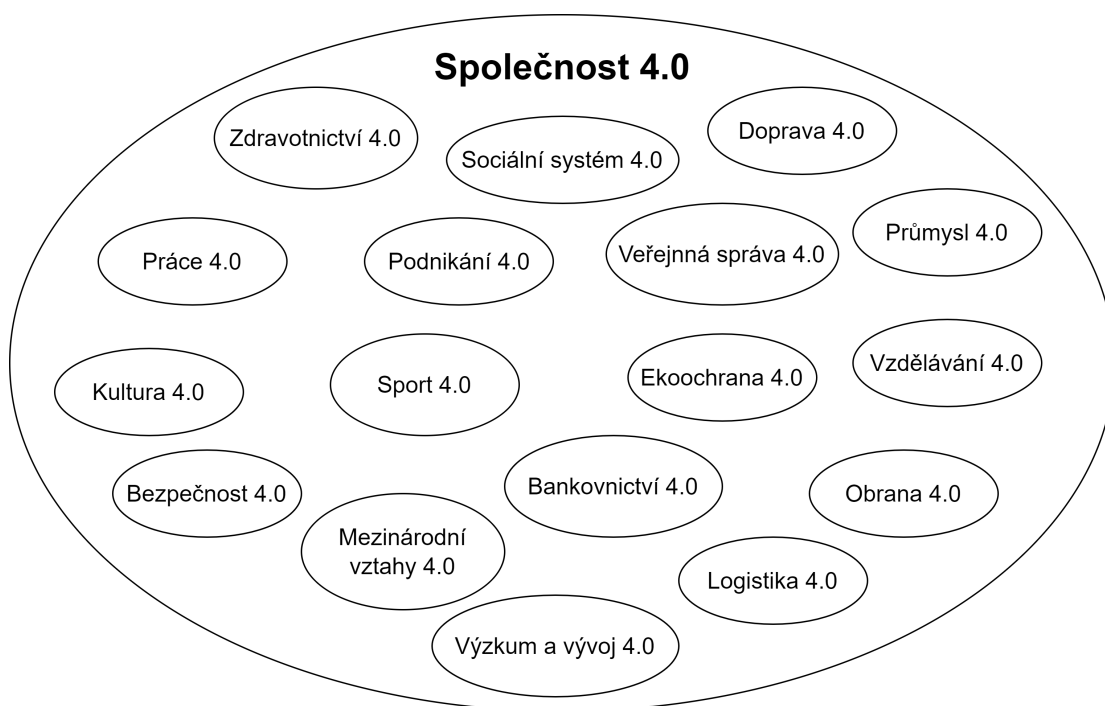 Společnost 4.0
Zdravotnictví 4.0
Sociální systém 4.0
Doprava 4.0
Práce 4.0
Podnikání 4.0
Veřejnná správa 4.0
Průmysl 4.0
Kultura 4.0
Sport 4.0
Ekoochrana 4.0
Vzdělávání 4.0
Bezpečnost 4.0
Mezinárodní
vztahy 4.0
Bankovnictví 4.0
Obrana 4.0
Logistika 4.0
Výzkum a vývoj 4.0